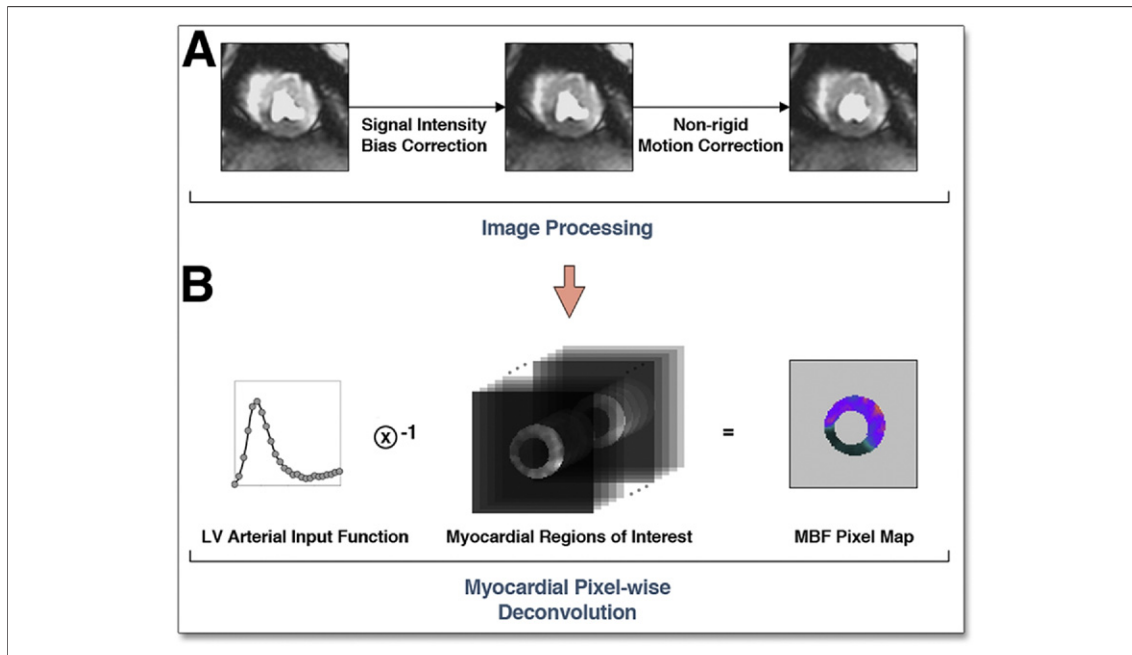 A
Signal Intensity
Bias Correction
Non-rigid
Motion Correction
Image Processing
B
ⓧ-1
=
LV Arterial Input Function
Myocardial Regions of Interest
MBF Pixel Map
Myocardial Pixel-wise
Deconvolution